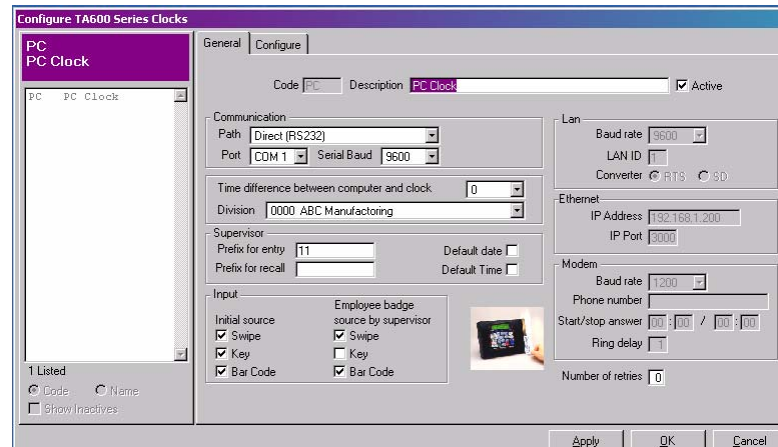 Configure TA600 Series Clocks
PC
PC Clock
PC PC Clock
1 Listed
Code Name
Show Inactives
General Configure
Code PC Description PC Clock Active
Communication
Path Direct (RS232)
Port COM 1 Serial Baud 9600
Time difference between computer and clock 0
Division 0000 ABC Manufactoring
Supervisor
Prefix for entry 11 Default date
Prefix for recall Default Time
Input
Initial source Employee badge source by supervisor
Swipe Swipe
Key Key
Bar Code Bar Code
Lan
Baud rate 9600
LAN ID 1
Converter RTS SD
Ethernet
IP Address 192.168.1.200
IP Port 3000
Modem
Baud rate 1200
Phone number
Start/stop answer 00 : 00 / 00 : 00
Ring delay 1
Number of retries 0
Apply OK Cancel